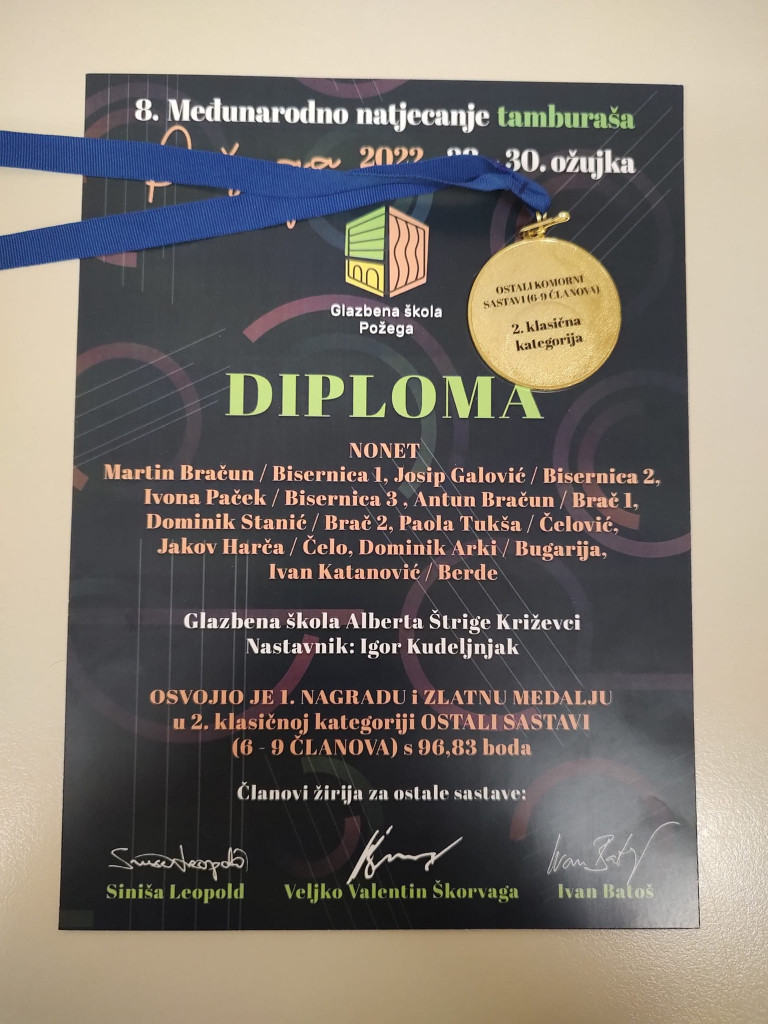 8. Međunarodno natjecanje tamburaša
2022 30. ožujka
Glazbena škola
Požega
OSTALI KOMORNI
SASTAVI (6-9 ČLANOVA)
2. klasična
kategorija
DIPLOMA
NONET
Martin Bračun / Bisernica 1, Josip Galović / Bisernica 2,
Ivona Paček / Bisernica 3 , Antun Bračun / Brač 1,
Dominik Stanić / Brač 2, Paola Tukša / Čelović,
Jakov Harča / Čelo, Dominik Arki / Bugarija,
Ivan Katanović / Berde
Glazbena škola Alberta Štrige Križevci
Nastavnik: Igor Kudeljnjak
OSVOJIO JE 1. NAGRADU i ZLATNU MEDALJU
u 2. klasičnoj kategoriji OSTALI SASTAVI
(6 - 9 ČLANOVA) s 96,83 boda
Članovi žirija za ostale sastave:
Siniša Leopold Veljko Valentin Škorvaga Ivan Batoš